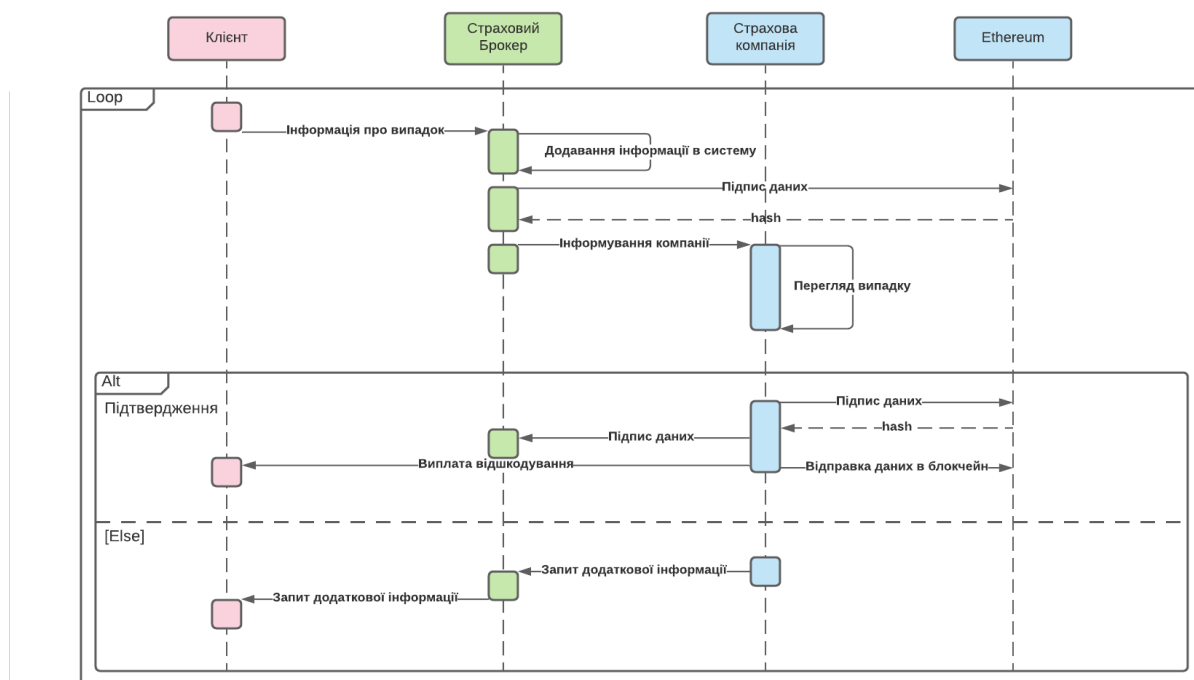 Клієнт
Страховий
Брокер
Страхова
компанія
Ethereum
Loop
Інформація про випадок
Додавання інформації в систему
Підпис даних
hash
Інформування компанії
Перегляд випадку
Alt
Підтвердження
Підпис даних
hash
Підпис даних
Виплата відшкодування
Відправка даних в блокчейн
[Else]
Запит додаткової інформації
Запит додаткової інформації